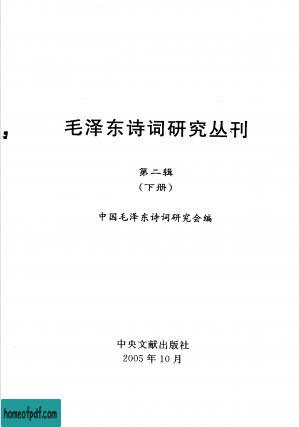 毛泽东诗词研究丛刊
第二辑
(下册)
中国毛泽东诗词研究会编
中央文献出版社
2005年10月
homeofpdf.com